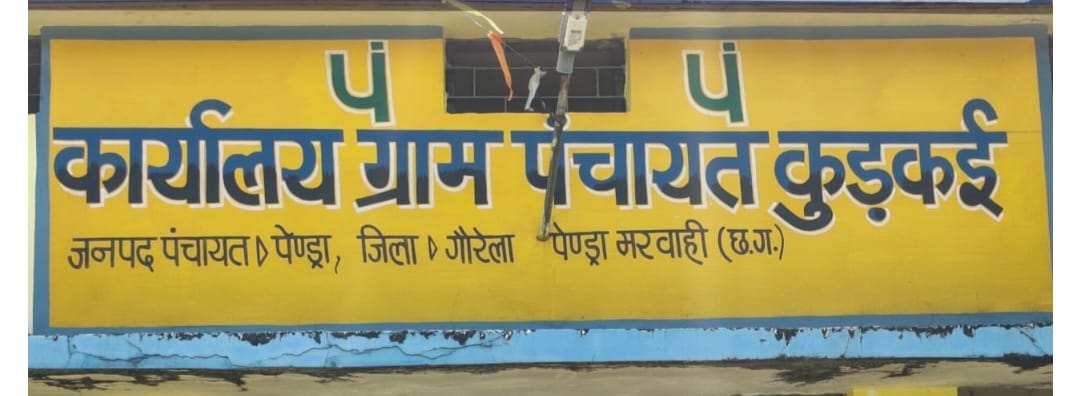 पं पं
कार्यालय ग्राम पंचायत कुड़कई
जनपद पंचायत▷पेण्ड्रा, जिला▷गौरेला पेण्ड्रा मरवाही (छ.ग.)